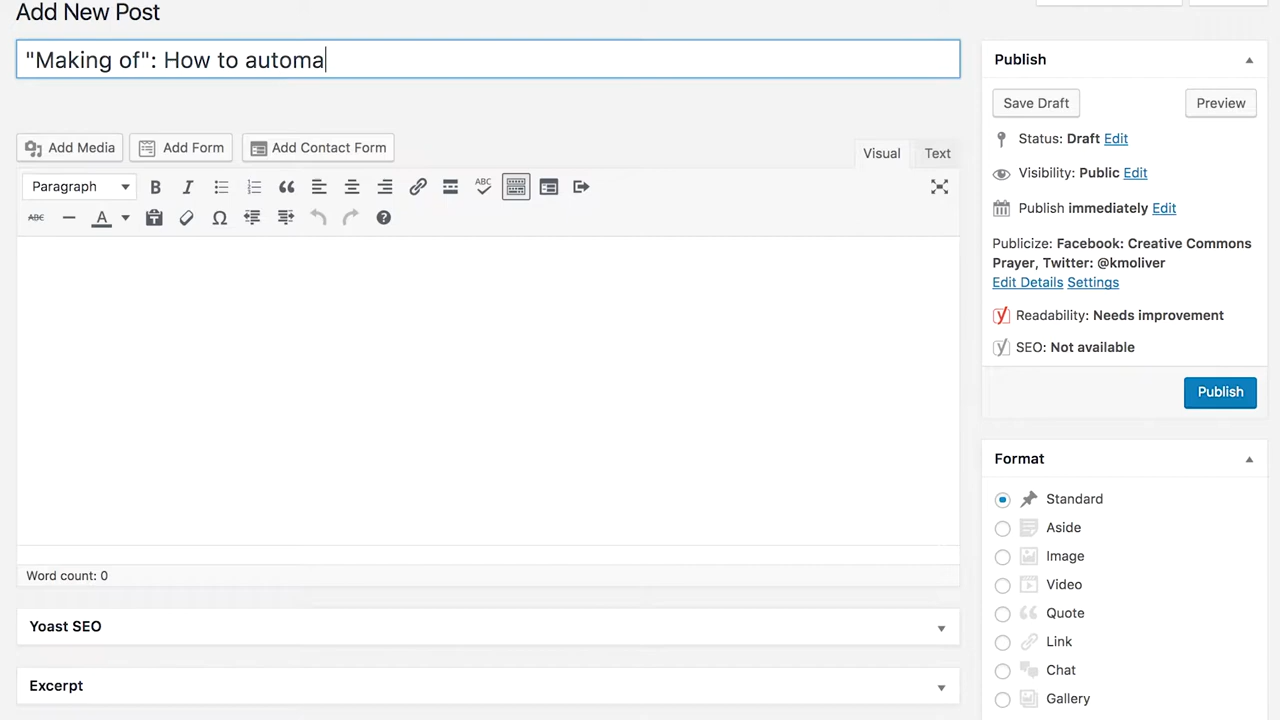 Add New Post
"Making of": How to automa
Add Media
Add Form
Add Contact Form
Visual
Text
Paragraph
B
I
ABC
ABC
A
Ω
Word count: 0
Yoast SEO
Excerpt
Publish
Save Draft
Preview
Status: Draft Edit
Visibility: Public Edit
Publish immediately Edit
Publicize: Facebook: Creative Commons
Prayer, Twitter: @kmoliver
Edit Details Settings
Readability: Needs improvement
SEO: Not available
Publish
Format
Standard
Aside
Image
Video
Quote
Link
Chat
Gallery